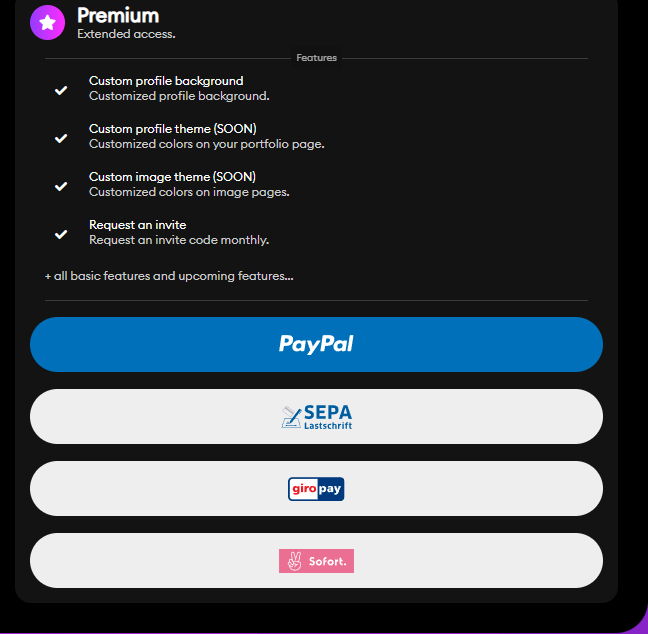 Premium
Extended access.
Features
Custom profile background
Customized profile background.
Custom profile theme (SOON)
Customized colors on your portfolio page.
Custom image theme (SOON)
Customized colors on image pages.
Request an invite
Request an invite code monthly.
+ all basic features and upcoming features...
PayPal
SEPA
Lastschrift
giropay
Sofort.